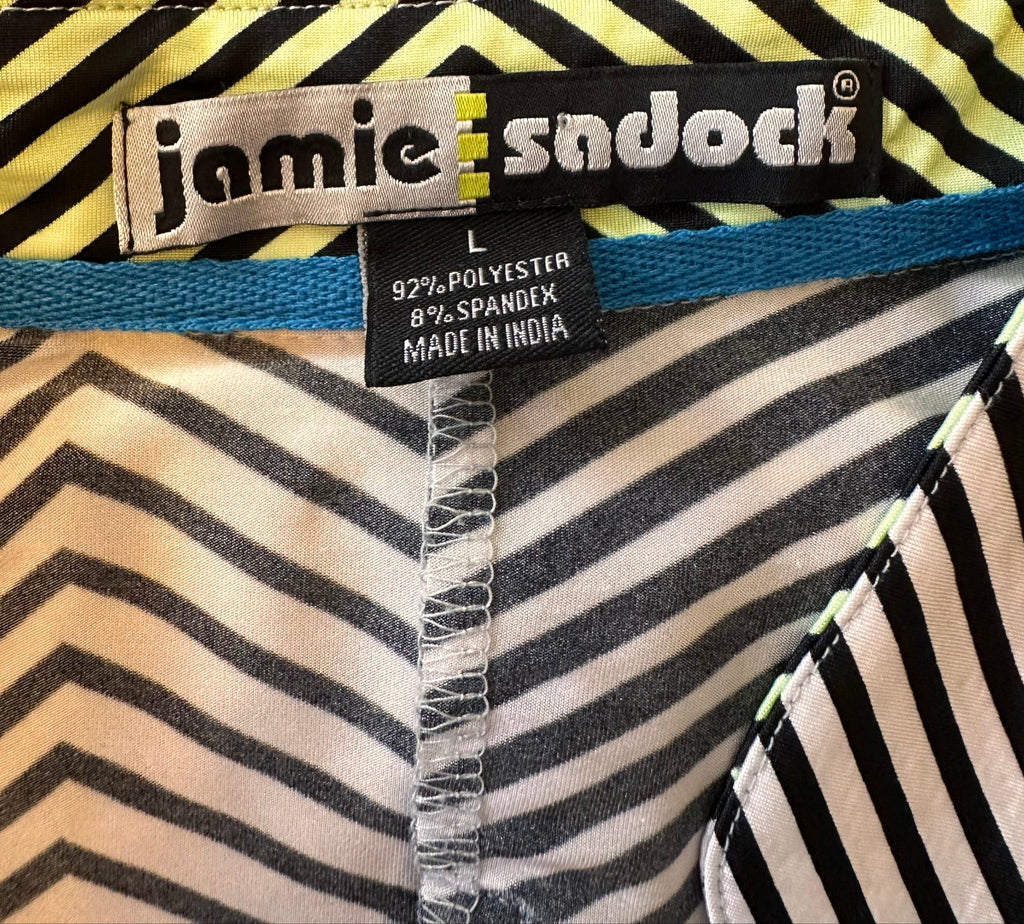 jamie sadock®
L
92% POLYESTER
8% SPANDEX
MADE IN INDIA